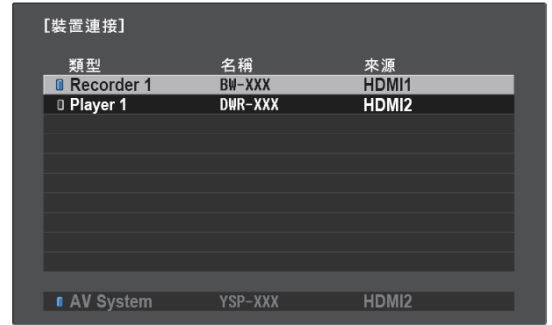 [裝置連接]
類型 名稱 來源
Recorder 1 BW-XXX HDMI1
Player 1 DWR-XXX HDMI2
AV System YSP-XXX HDMI2